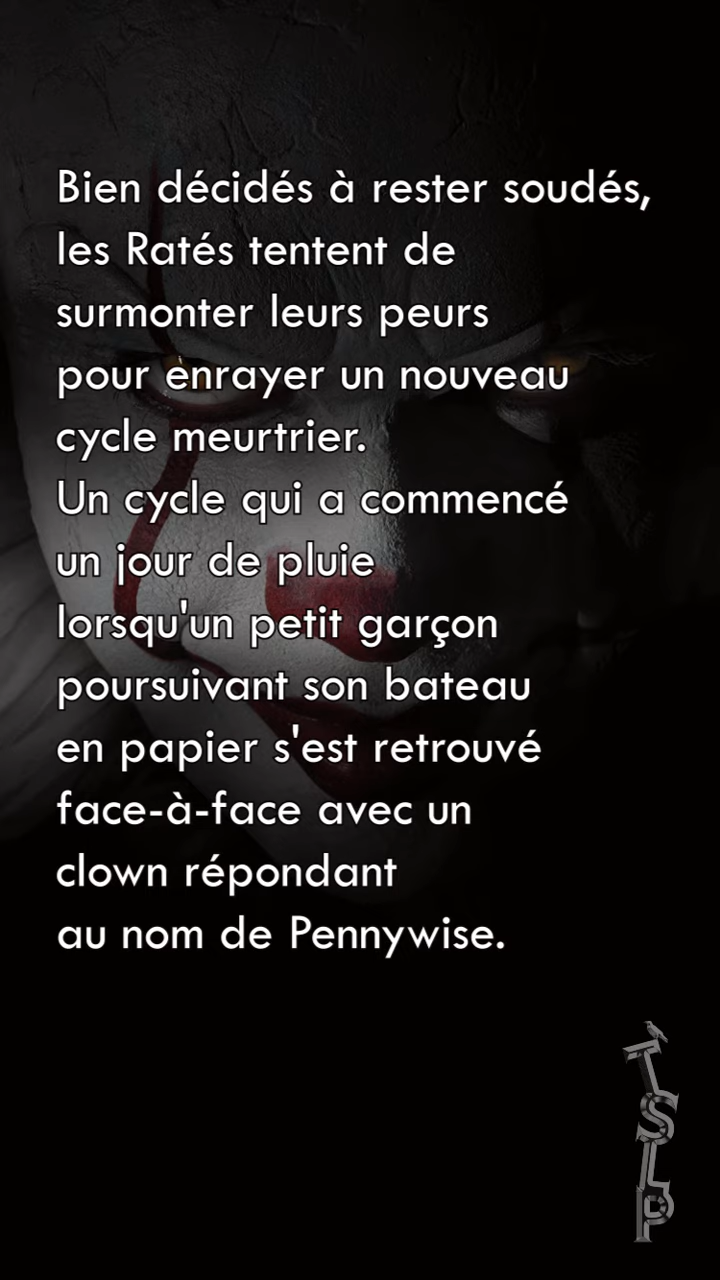 Bien décidés à rester soudés,
les Ratés tentent de
surmonter leurs peurs
pour enrayer un nouveau
cycle meurtrier.
Un cycle qui a commencé
un jour de pluie
lorsqu'un petit garçon
poursuivant son bateau
en papier s'est retrouvé
face-à-face avec un
clown répondant
au nom de Pennywise.
TSLP